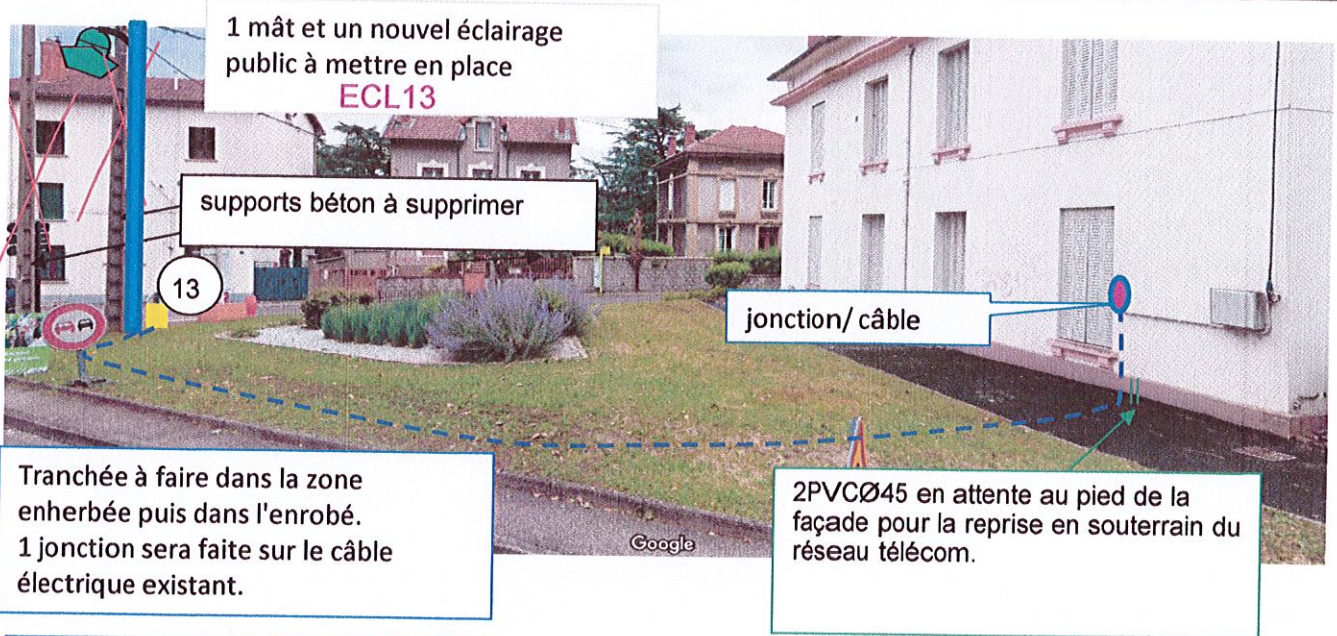 1 mât et un nouvel éclairage
public à mettre en place
ECL13
supports béton à supprimer
13
jonction/ câble
Tranchée à faire dans la zone
enherbée puis dans l'enrobé.
1 jonction sera faite sur le câble
électrique existant.
2PVCØ45 en attente au pied de la
façade pour la reprise en souterrain du
réseau télécom.
Google